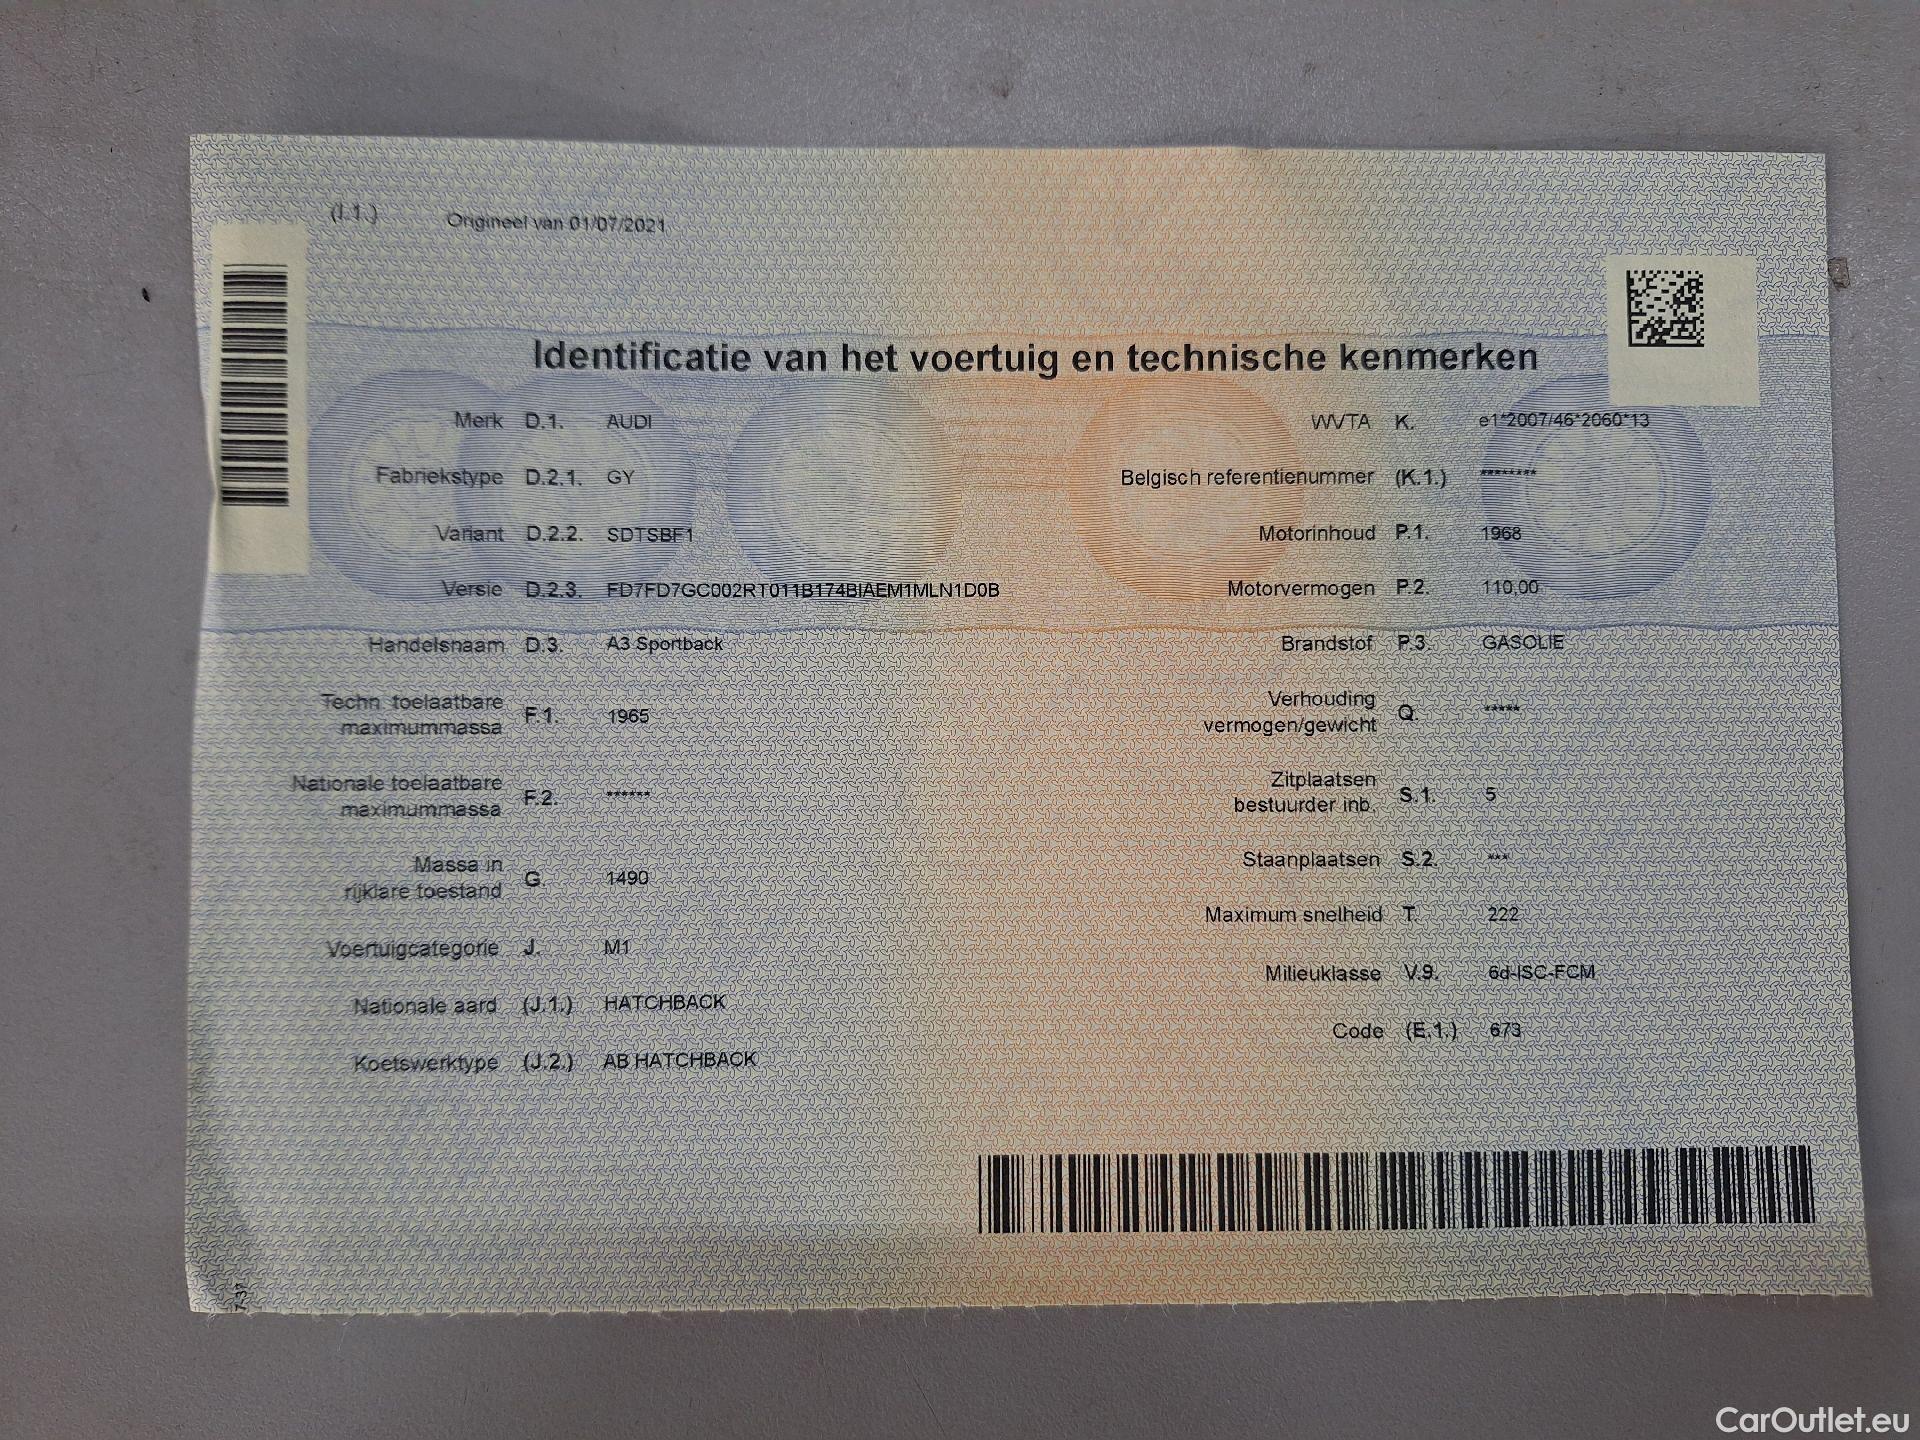 (I.1.) Origineel van 01/07/2021
Identificatie van het voertuig en technische kenmerken
Merk D.1. AUDI
Fabriekstype D.2.1. GY
Variant D.2.2. SDTSBF1
Versie D.2.3. FD7FD7GC002RT011B174BIAEM1MLN1D0B
Handelsnaam D.3. A3 Sportback
Techn. toelaatbare
maximummassa F.1. 1965
Nationale toelaatbare
maximummassa F.2. ******
Massa in
rijklare toestand G. 1490
Voertuigcategorie J. M1
Nationale aard (J.1.) HATCHBACK
Koetswerktype (J.2.) AB HATCHBACK
WVTA K. e1*2007/46*2060*13
Belgisch referentienummer (K.1.) ********
Motorinhoud P.1. 1968
Motorvermogen P.2. 110,00
Brandstof P.3. GASOLIE
Verhouding
vermogen/gewicht Q. *****
Zitplaatsen
bestuurder inb. S.1. 5
Staanplaatsen S.2. ***
Maximum snelheid T. 222
Milieuklasse V.9. 6d-ISC-FCM
Code (E.1.) 673
7.37
CarOutlet.eu